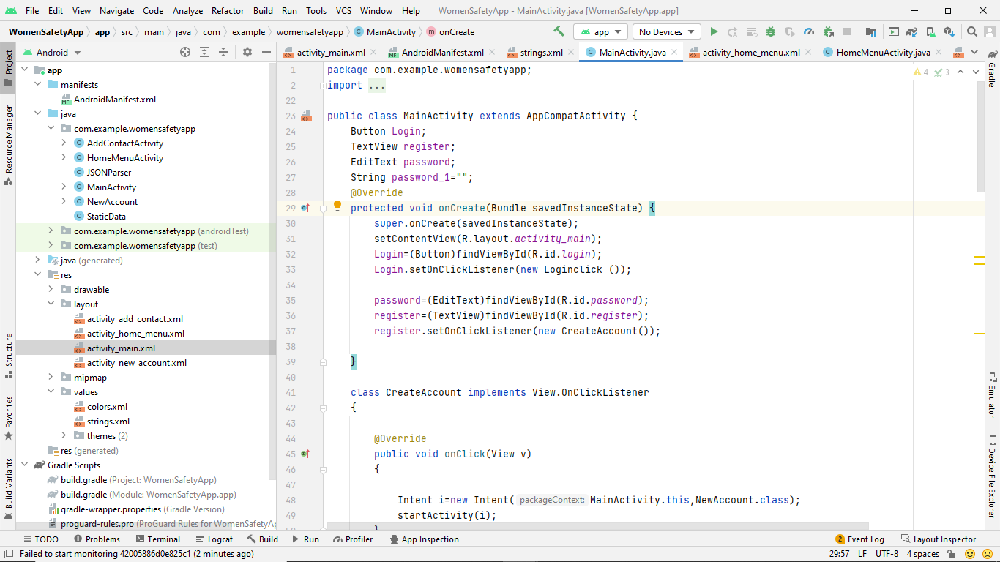 File Edit View Navigate Code Analyze Refactor Build Run Tools VCS Window Help WomenSafetyApp - MainActivity.java [WomenSafetyApp.app]
WomenSafetyApp app src main java com example womensafetyapp MainActivity onCreate app No Devices
Android
activity_main.xml AndroidManifest.xml strings.xml MainActivity.java activity_home_menu.xml HomeMenuActivity.java
Project
Resource Manager
Structure
Favorites
Build Variants
app
manifests
AndroidManifest.xml
java
com.example.womensafetyapp
AddContactActivity
HomeMenuActivity
JSONParser
MainActivity
NewAccount
StaticData
com.example.womensafetyapp (androidTest)
com.example.womensafetyapp (test)
java (generated)
res
drawable
layout
activity_add_contact.xml
activity_home_menu.xml
activity_main.xml
activity_new_account.xml
mipmap
values
colors.xml
strings.xml
themes (2)
res (generated)
Gradle Scripts
build.gradle (Project: WomenSafetyApp)
build.gradle (Module: WomenSafetyApp.app)
gradle-wrapper.properties (Gradle Version)
proguard-rules.pro (ProGuard Rules for WomenSafetyAp
4 3
1 package com.example.womensafetyapp;
2 import ...
22
23 public class MainActivity extends AppCompatActivity {
24 Button Login;
25 TextView register;
26 EditText password;
27 String password_1="";
28 @Override
29 protected void onCreate(Bundle savedInstanceState) {
30 super.onCreate(savedInstanceState);
31 setContentView(R.layout.activity_main);
32 Login=(Button)findViewById(R.id.login);
33 Login.setOnClickListener(new Loginclick ());
34
35 password=(EditText)findViewById(R.id.password);
36 register=(TextView)findViewById(R.id.register);
37 register.setOnClickListener(new CreateAccount());
38
39 }
40
41 class CreateAccount implements View.OnClickListener
42 {
43
44 @Override
45 public void onClick(View v)
46 {
47
48 Intent i=new Intent( packageContext: MainActivity.this,NewAccount.class);
49 startActivity(i);
Gradle
Emulator
Device File Explorer
TODO Problems Terminal Logcat Build Run Profiler App Inspection 2 Event Log Layout Inspector
Failed to start monitoring 42005886d0e825c1 (2 minutes ago) 29:57 LF UTF-8 4 spaces